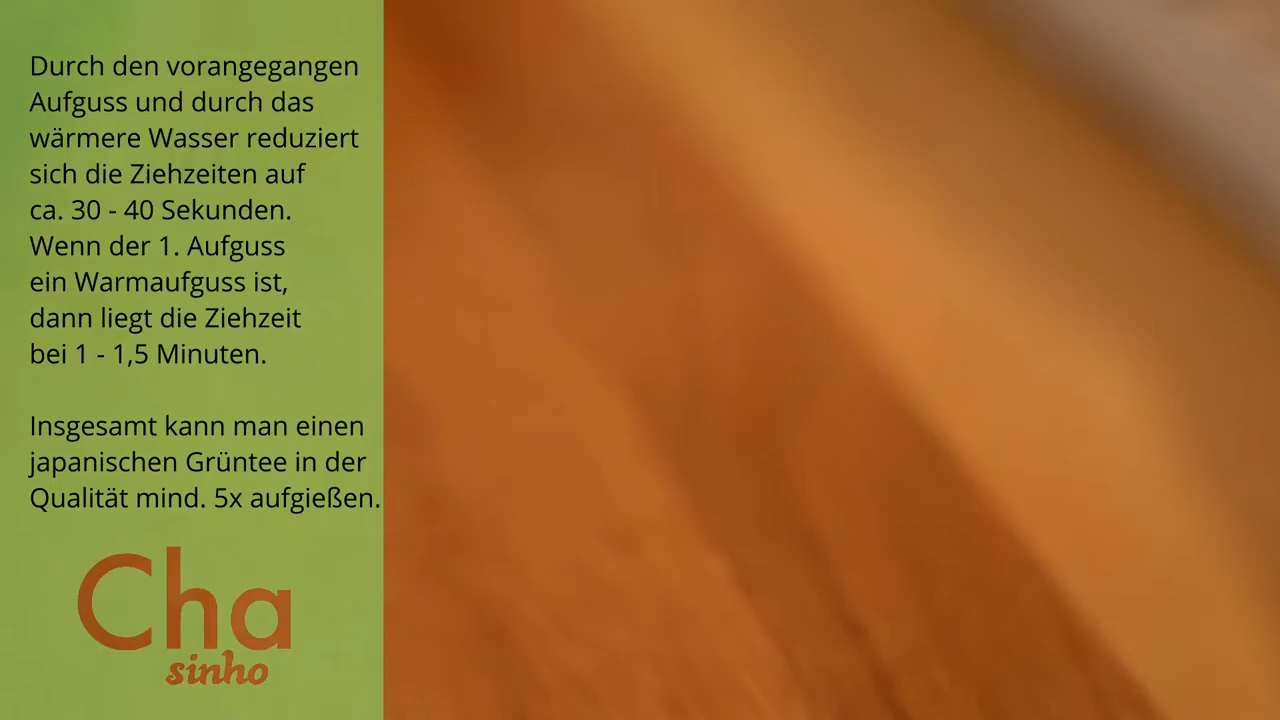 Durch den vorangegangen
Aufguss und durch das
wärmere Wasser reduziert
sich die Ziehzeiten auf
ca. 30 - 40 Sekunden.
Wenn der 1. Aufguss
ein Warmaufguss ist,
dann liegt die Ziehzeit
bei 1 - 1,5 Minuten.

Insgesamt kann man einen
japanischen Grüntee in der
Qualität mind. 5x aufgießen.
Cha
sinho